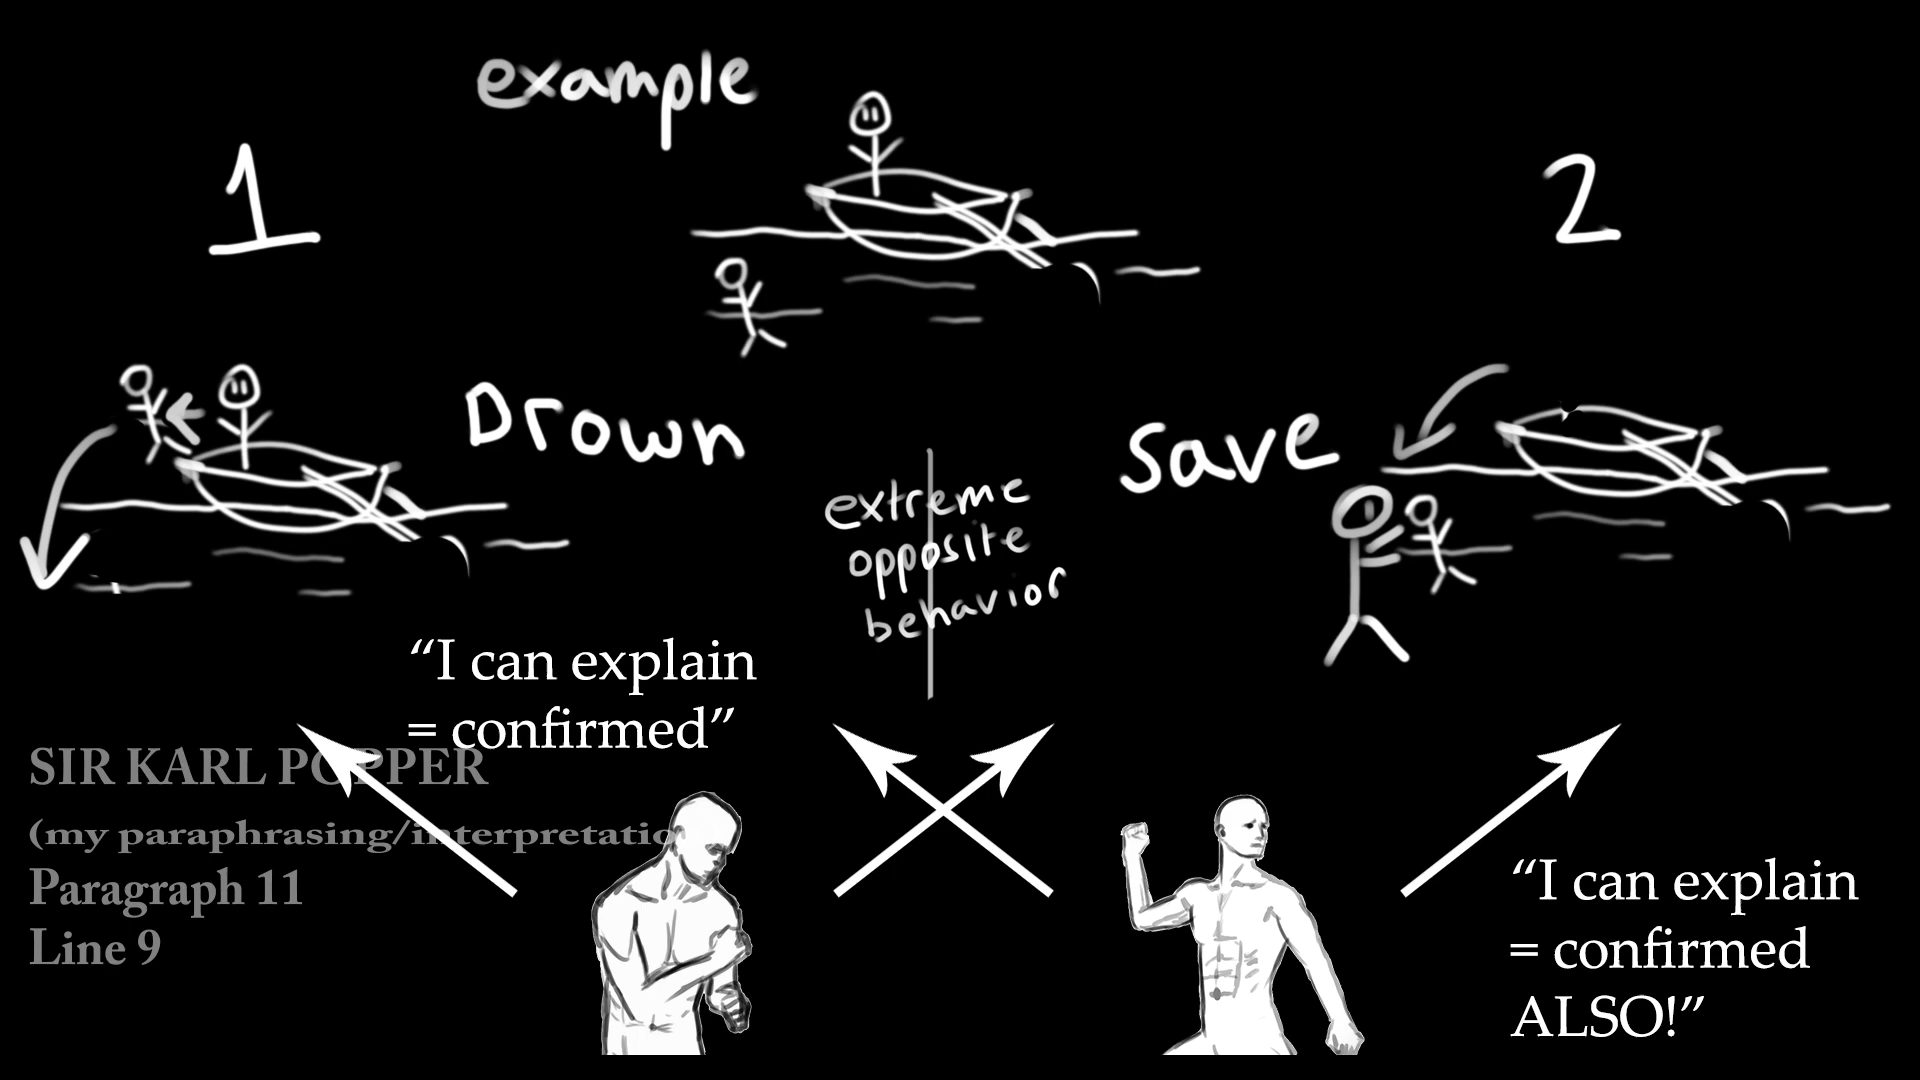 example
1
2
Drown
Save
extreme
opposite
behavior
“I can explain
= confirmed”
SIR KARL POPPER
(my paraphrasing/interpretatio
Paragraph 11
Line 9
“I can explain
= confirmed
ALSO!”